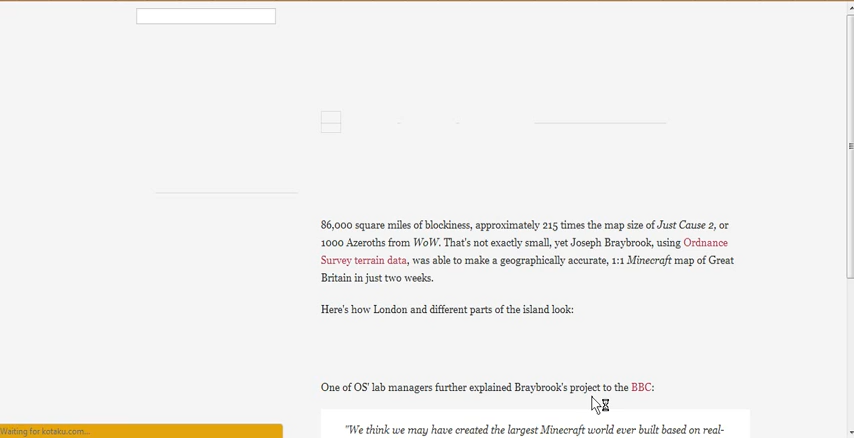 86,000 square miles of blockiness, approximately 215 times the map size of Just Cause 2, or
1000 Azeroths from WoW. That's not exactly small, yet Joseph Braybrook, using Ordnance
Survey terrain data, was able to make a geographically accurate, 1:1 Minecraft map of Great
Britain in just two weeks.
Here's how London and different parts of the island look:
One of OS' lab managers further explained Braybrook's project to the BBC:
"We think we may have created the largest Minecraft world ever built based on real-
Waiting for kotaku.com...